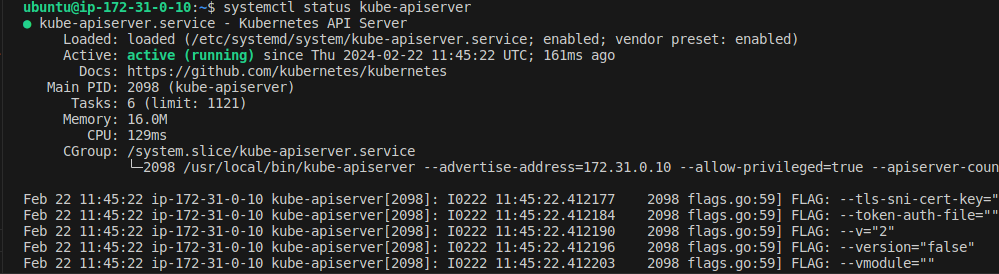 ubuntu@ip-172-31-0-10:~$ systemctl status kube-apiserver
● kube-apiserver.service - Kubernetes API Server
Loaded: loaded (/etc/systemd/system/kube-apiserver.service; enabled; vendor preset: enabled)
Active: active (running) since Thu 2024-02-22 11:45:22 UTC; 161ms ago
Docs: https://github.com/kubernetes/kubernetes
Main PID: 2098 (kube-apiserver)
Tasks: 6 (limit: 1121)
Memory: 16.0M
CPU: 129ms
CGroup: /system.slice/kube-apiserver.service
└─2098 /usr/local/bin/kube-apiserver --advertise-address=172.31.0.10 --allow-privileged=true --apiserver-coun
Feb 22 11:45:22 ip-172-31-0-10 kube-apiserver[2098]: I0222 11:45:22.412177    2098 flags.go:59] FLAG: --tls-sni-cert-key="
Feb 22 11:45:22 ip-172-31-0-10 kube-apiserver[2098]: I0222 11:45:22.412184    2098 flags.go:59] FLAG: --token-auth-file=""
Feb 22 11:45:22 ip-172-31-0-10 kube-apiserver[2098]: I0222 11:45:22.412190    2098 flags.go:59] FLAG: --v="2"
Feb 22 11:45:22 ip-172-31-0-10 kube-apiserver[2098]: I0222 11:45:22.412196    2098 flags.go:59] FLAG: --version="false"
Feb 22 11:45:22 ip-172-31-0-10 kube-apiserver[2098]: I0222 11:45:22.412203    2098 flags.go:59] FLAG: --vmodule=""